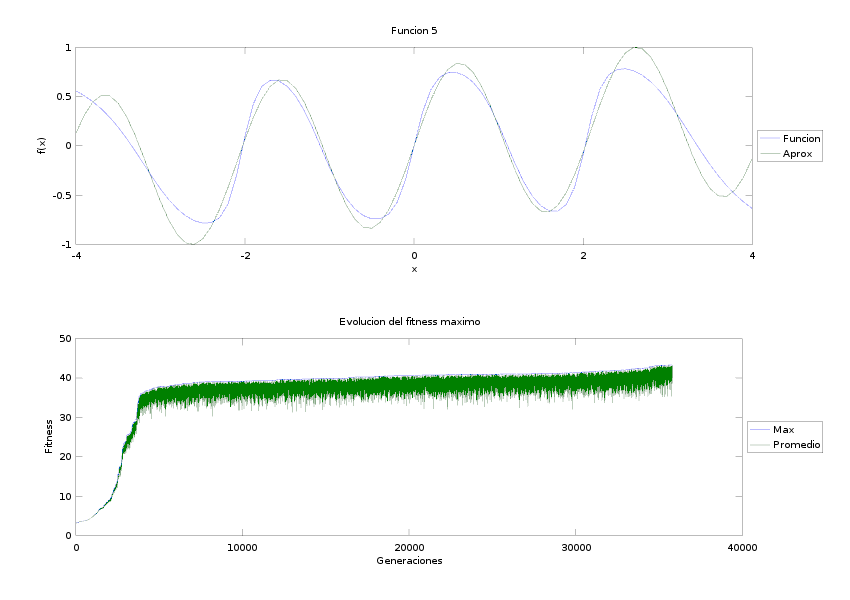 Funcion 5
1
0.5
0
-0.5
-1
f(x)
-4
-2
0
2
4
x
Funcion
Aprox
Evolucion del fitness maximo
50
40
30
20
10
0
Fitness
0
10000
20000
30000
40000
Generaciones
Max
Promedio